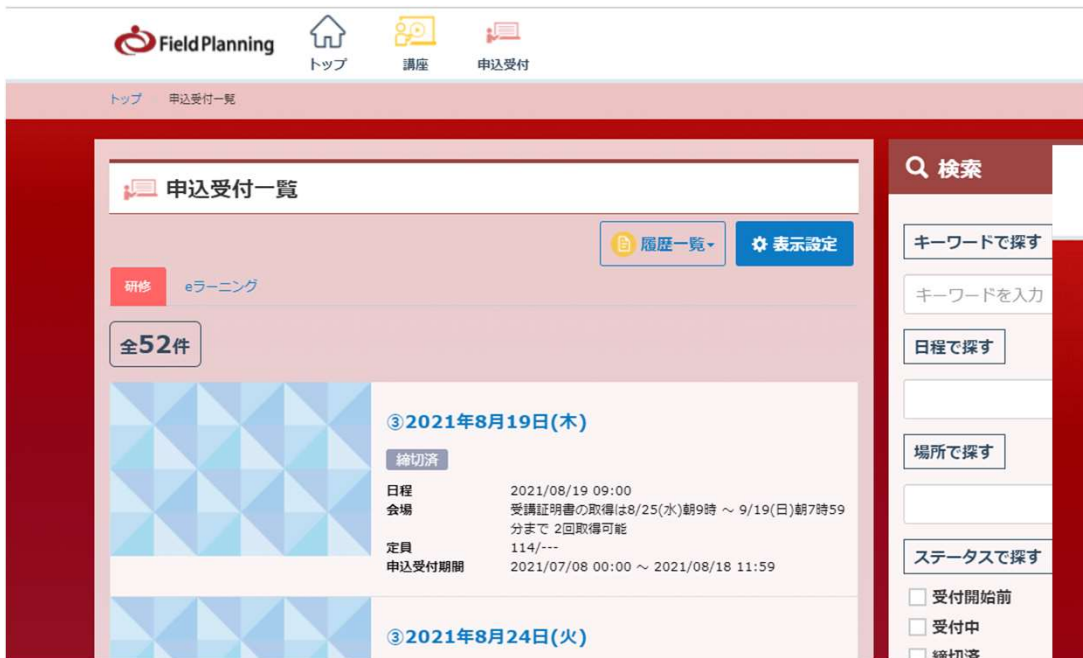 Field Planning
トップ
講座
申込受付
トップ
申込受付一覧
申込受付一覧
履歴一覧
表示設定
研修
eラーニング
全52件
③2021年8月19日(木)
締切済
日程 2021/08/19 09:00
会場 受講証明書の取得は8/25(水)朝9時 ～ 9/19(日)朝7時59
分まで 2回取得可能
定員 114/---
申込受付期間 2021/07/08 00:00 ～ 2021/08/18 11:59
③2021年8月24日(火)
検索
キーワードで探す
キーワードを入力
日程で探す
場所で探す
ステータスで探す
受付開始前
受付中
締切済